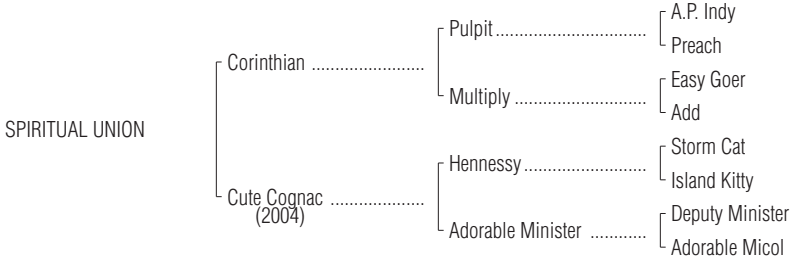 A.P. Indy
Pulpit................................
Preach
Corinthian ........................
Easy Goer
Multiply ............................
Add
SPIRITUAL UNION
Storm Cat
Hennessy..........................
Island Kitty
Cute Cognac ....................
(2004)
Deputy Minister
Adorable Minister ............
Adorable Micol